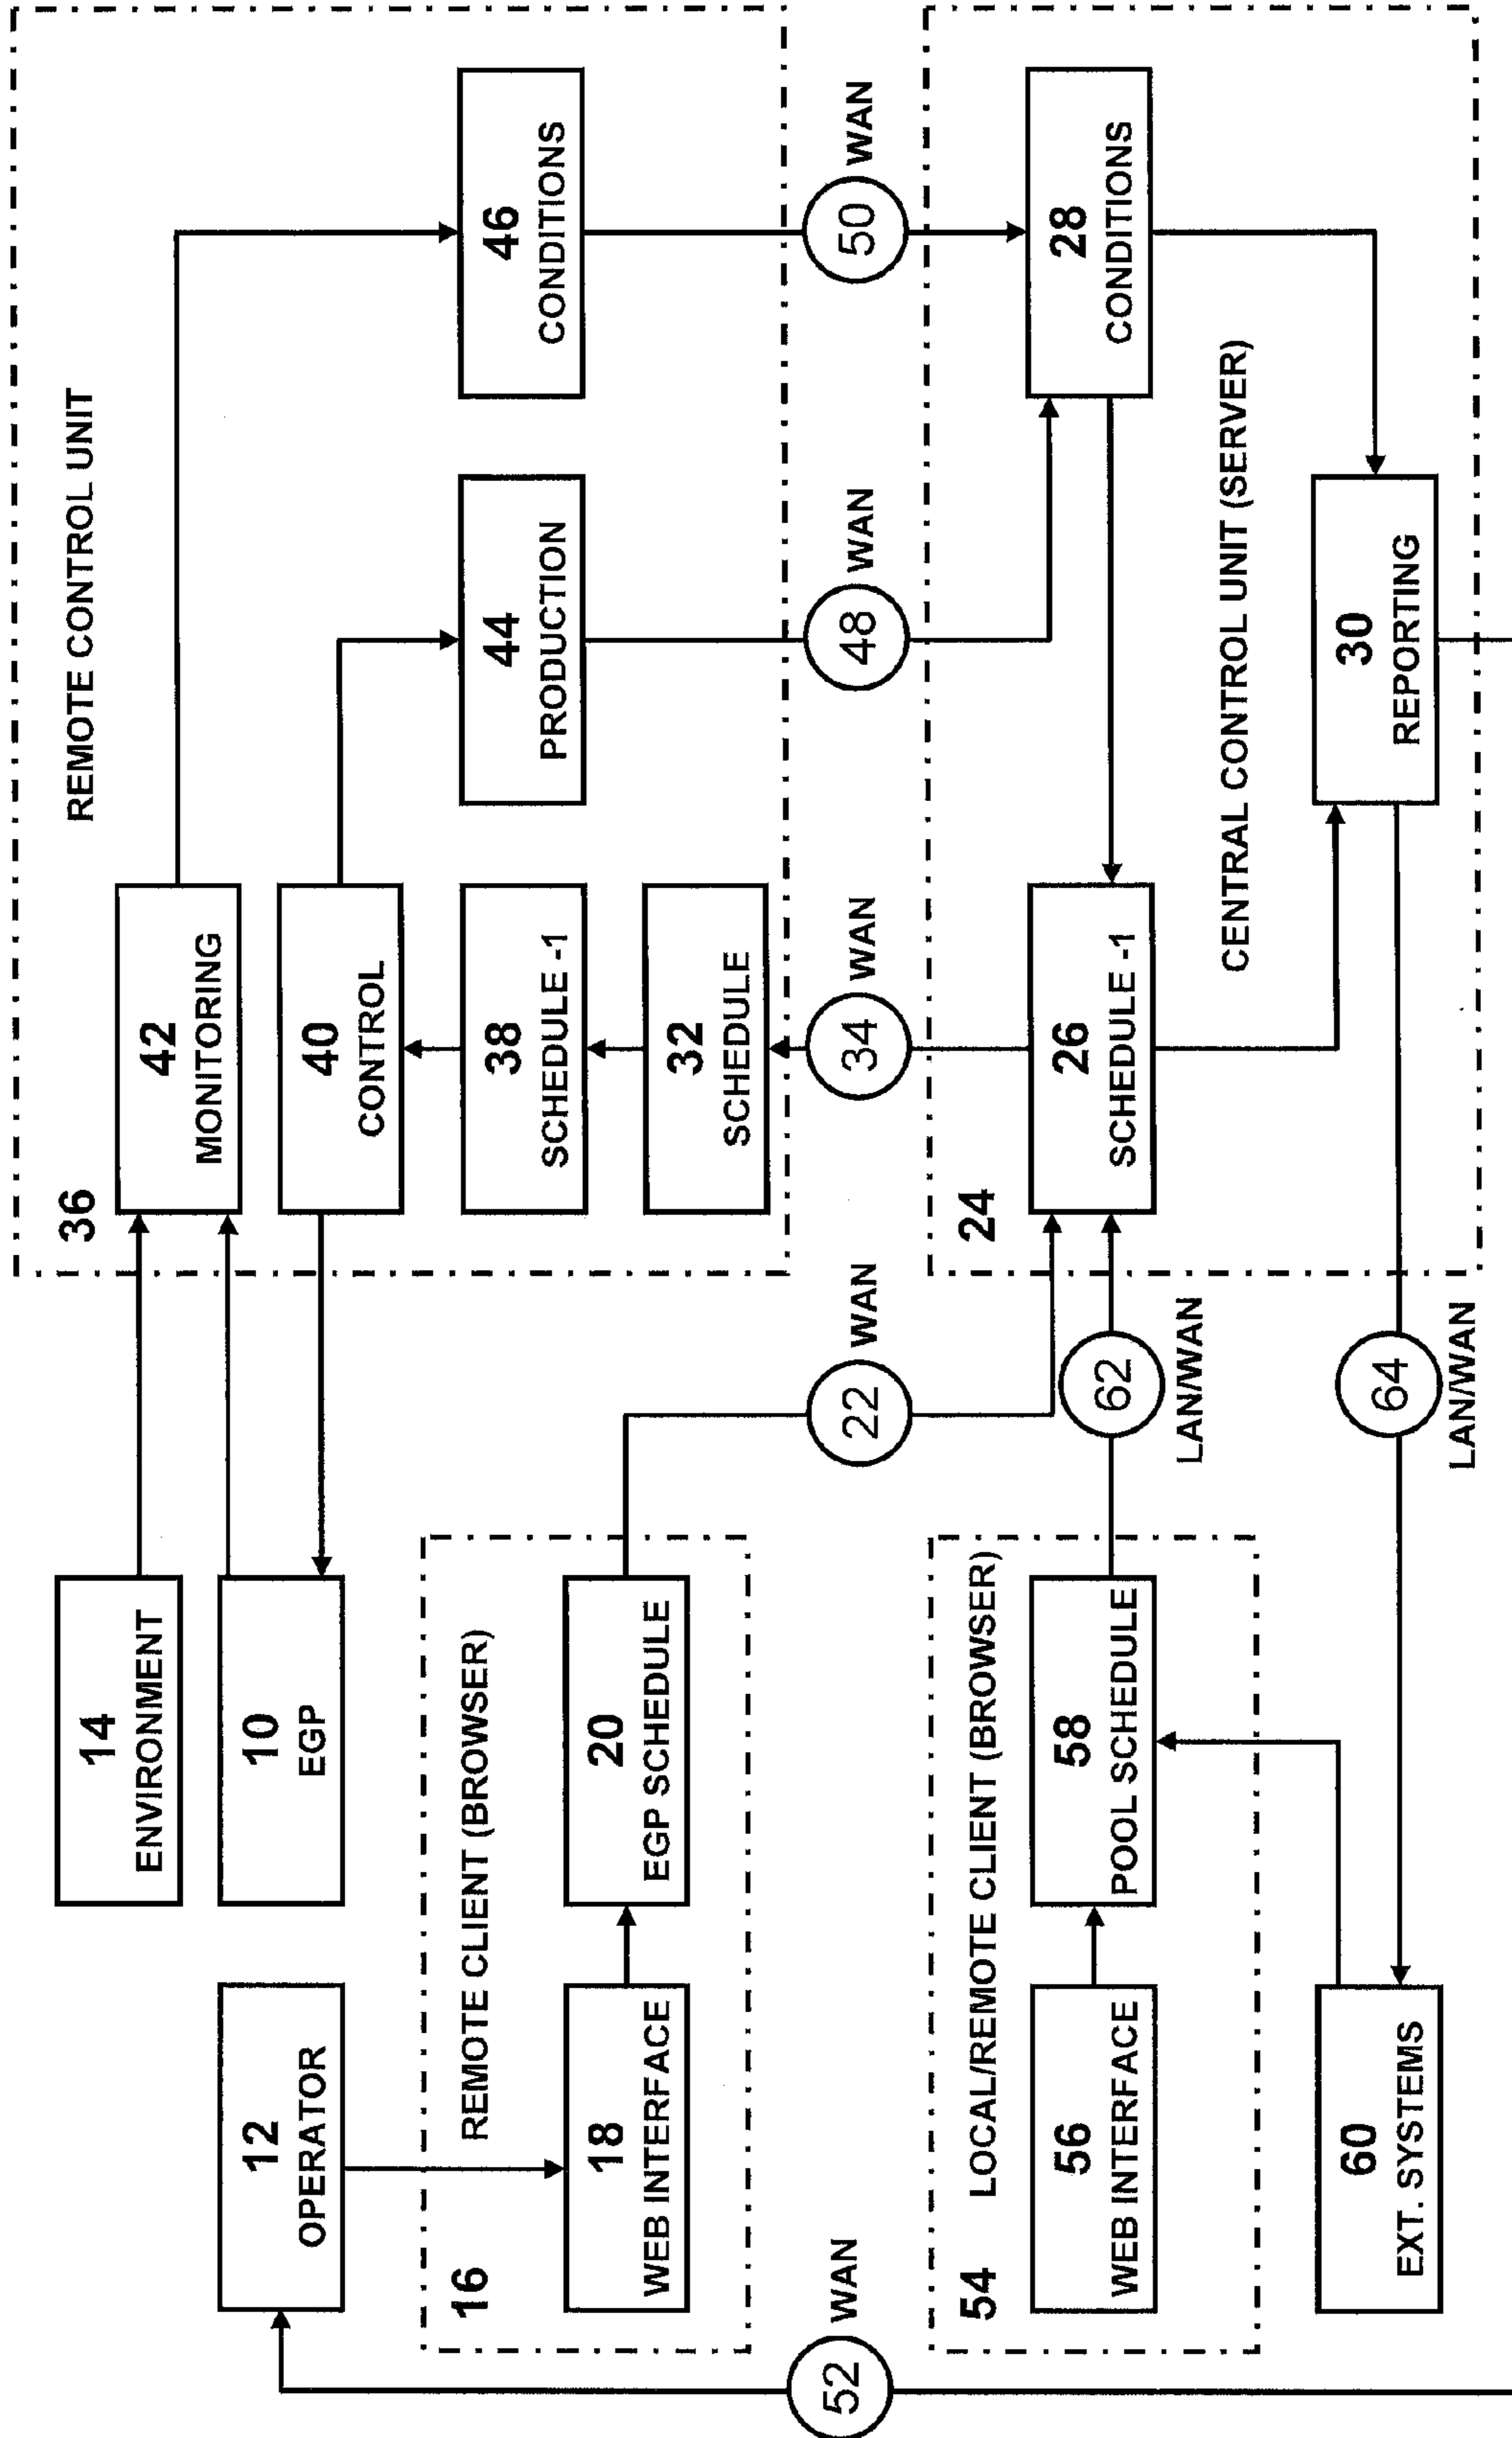 14
ENVIRONMENT
12
OPERATOR
10
EGP
36
REMOTE CONTROL UNIT
42
MONITORING
40
CONTROL
38
SCHEDULE -1
32
SCHEDULE
44
PRODUCTION
46
CONDITIONS
16
REMOTE CLIENT (BROWSER)
18
WEB INTERFACE
20
EGP SCHEDULE
52
WAN
22
WAN
34
WAN
48
WAN
50
WAN
54
LOCAL/REMOTE CLIENT (BROWSER)
56
WEB INTERFACE
58
POOL SCHEDULE
62
LAN/WAN
24
26
SCHEDULE -1
28
CONDITIONS
CENTRAL CONTROL UNIT (SERVER)
60
EXT. SYSTEMS
64
LAN/WAN
30
REPORTING